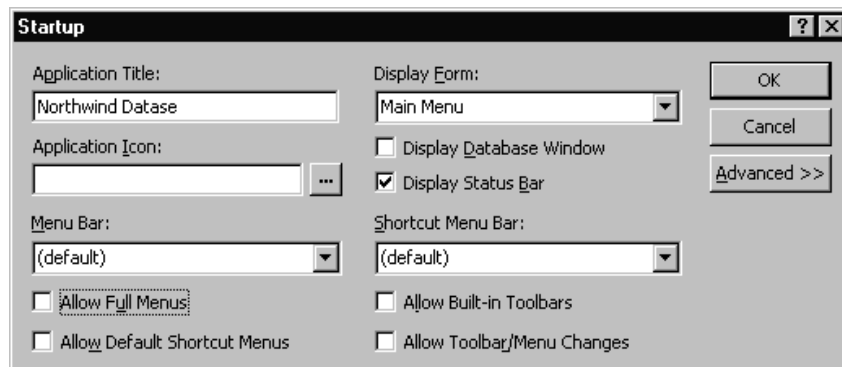 Startup
Application Title:
Northwind Datase
Application Icon:
...
Menu Bar:
(default)
Allow Full Menus
Allow Default Shortcut Menus
Display Form:
Main Menu
Display Database Window
Display Status Bar
Shortcut Menu Bar:
(default)
Allow Built-in Toolbars
Allow Toolbar/Menu Changes
OK
Cancel
Advanced >>